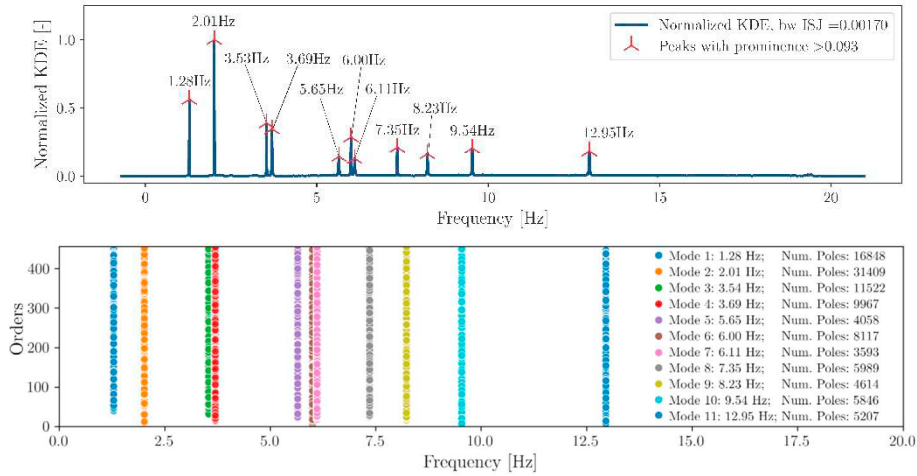 2.01Hz
Normalized KDE, bw ISJ =0.00170
Peaks with prominence >0.093
1.0
3.53Hz
3.69Hz
6.00Hz
1.28Hz
5.65Hz
6.11Hz
8.23Hz
0.5
7.35Hz
9.54Hz
12.95Hz
0.0
Normalized KDE [-]
0 5 10 15 20
Frequency [Hz]
Mode 1: 1.28 Hz; Num. Poles: 16848
Mode 2: 2.01 Hz; Num. Poles: 31409
Mode 3: 3.54 Hz; Num. Poles: 11522
Mode 4: 3.69 Hz; Num. Poles: 9967
Mode 5: 5.65 Hz; Num. Poles: 4058
Mode 6: 6.00 Hz; Num. Poles: 8117
Mode 7: 6.11 Hz; Num. Poles: 3593
Mode 8: 7.35 Hz; Num. Poles: 5989
Mode 9: 8.23 Hz; Num. Poles: 4614
Mode 10: 9.54 Hz; Num. Poles: 5846
Mode 11: 12.95 Hz; Num. Poles: 5207
400
300
200
100
0
Orders
0.0 2.5 5.0 7.5 10.0 12.5 15.0 17.5 20.0
Frequency [Hz]